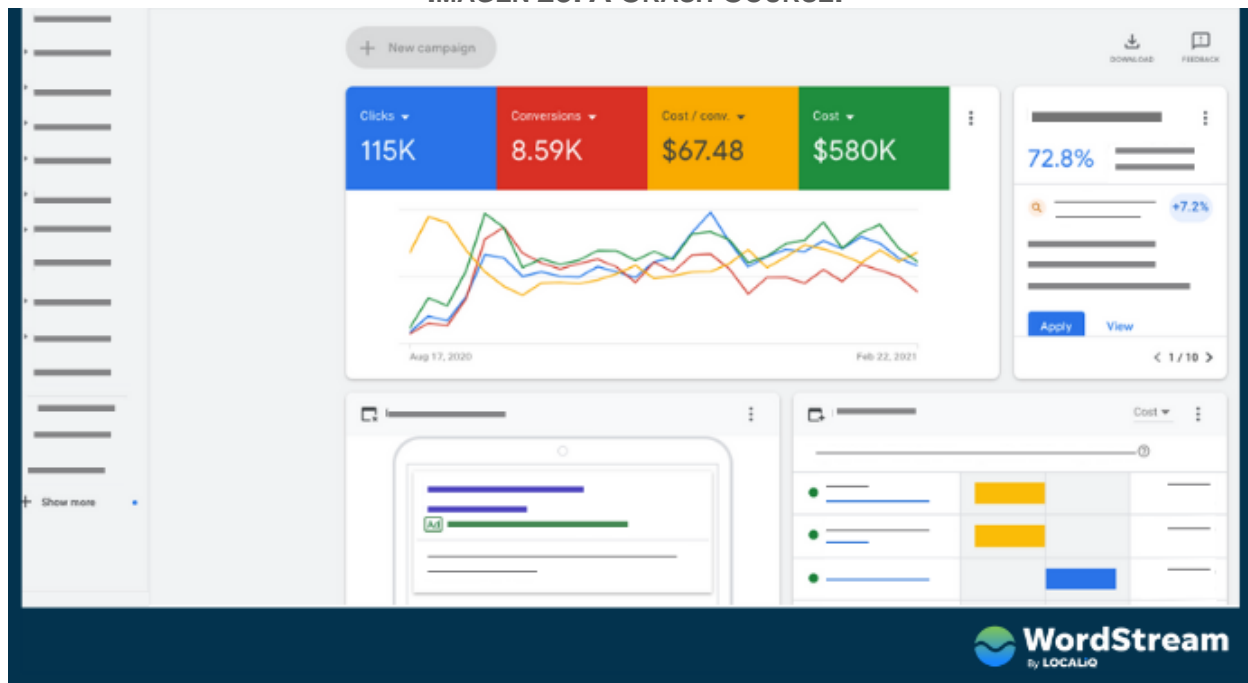 + New campaign
DOWNLOAD
FEEDBACK
Clicks
115K
Conversions
8.59K
Cost / conv.
$67.48
Cost
$580K
Aug 17, 2020
Feb 22, 2021
72.8%
+7.2%
Apply
View
< 1 / 10 >
+ Show more
Ad
Cost
WordStream
By LOCALiQ